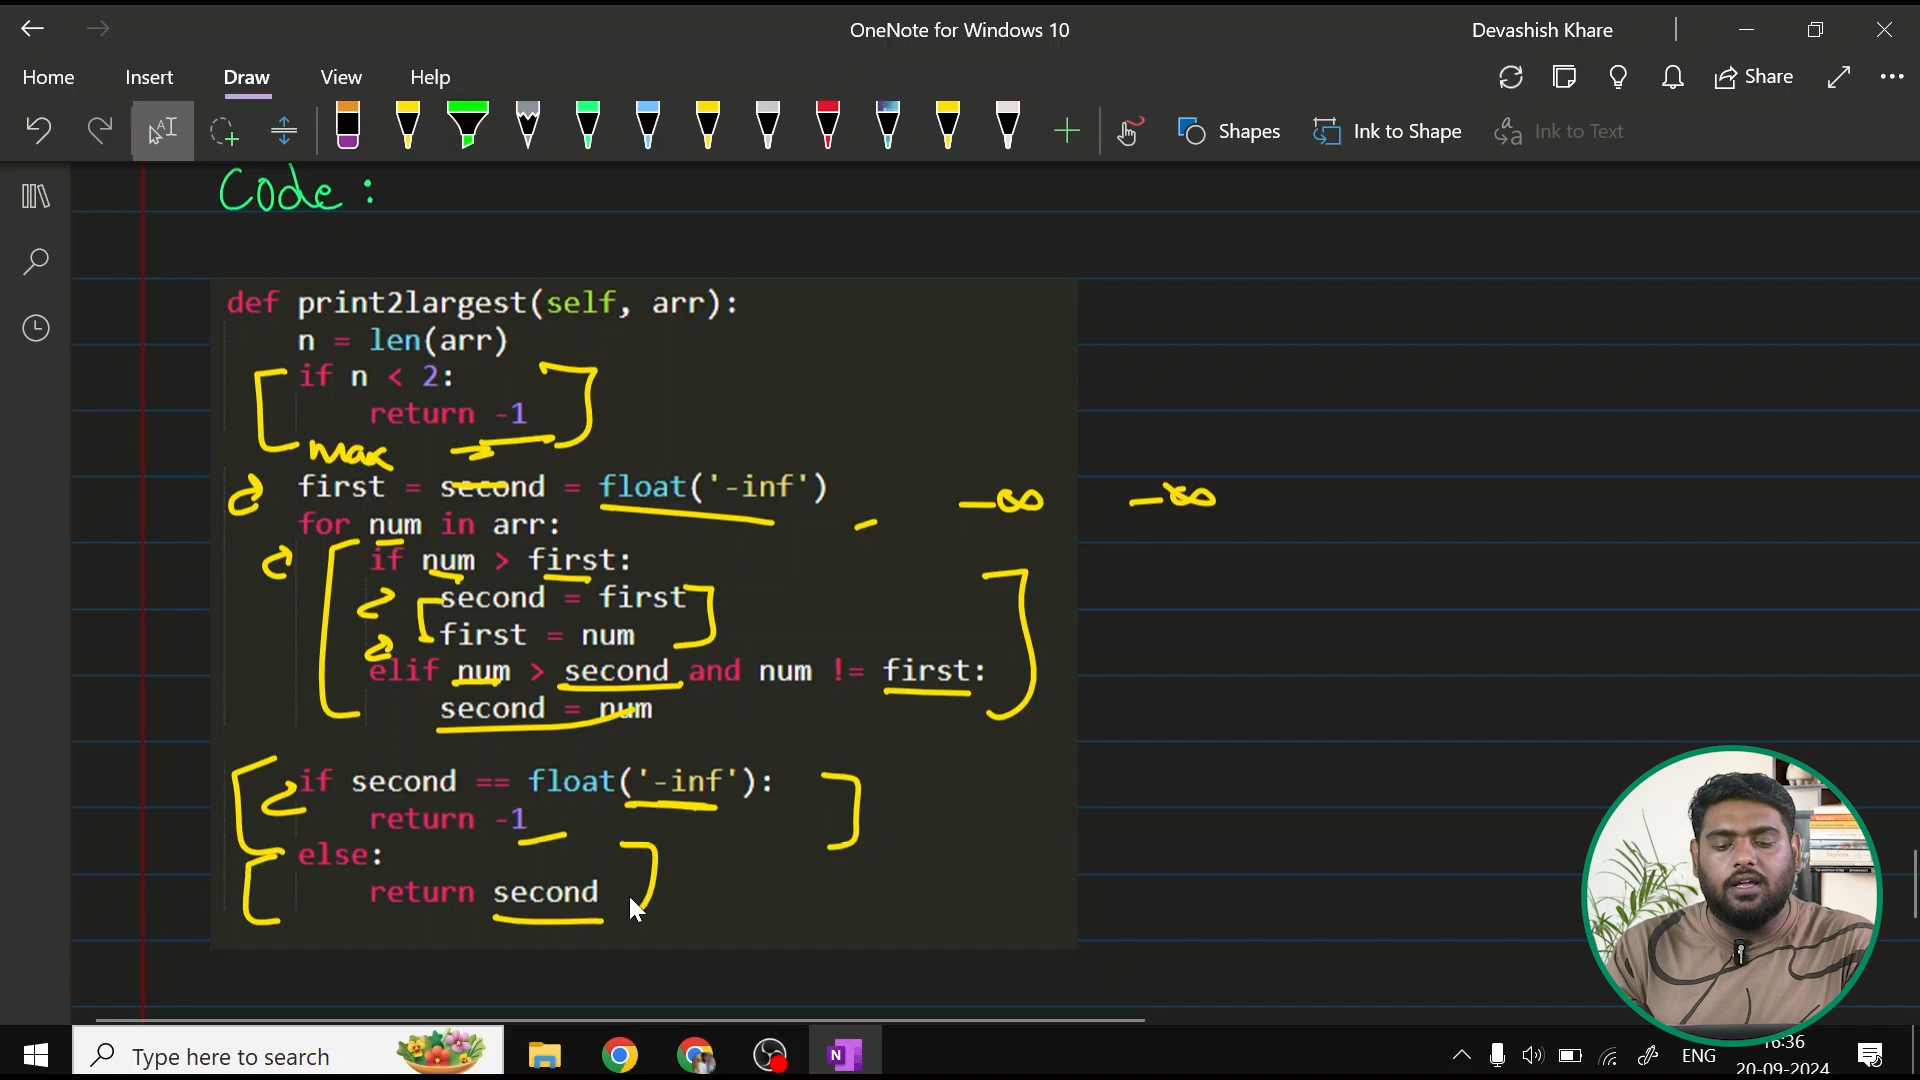 OneNote for Windows 10
Devashish Khare
Home Insert Draw View Help
Share
Shapes
Ink to Shape
Ink to Text
Code :
def print2largest(self, arr):
n = len(arr)
if n < 2:
return -1
max
first = second = float('-inf')
-∞ -∞
for num in arr:
if num > first:
second = first
first = num
elif num > second and num != first:
second = num
if second == float('-inf'):
return -1
else:
return second
Type here to search
ENG
16:36
20-09-2024